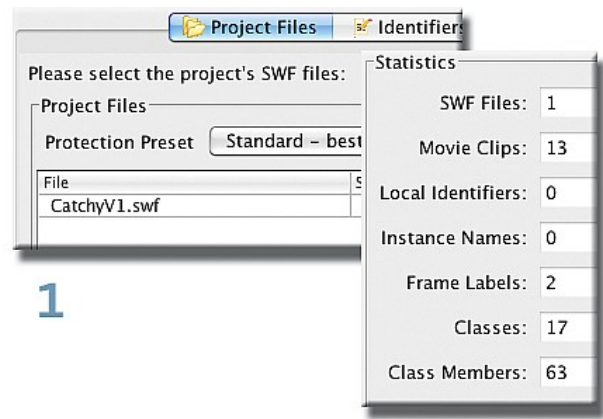 Project Files
Identifiers
Please select the project's SWF files:
Project Files
Protection Preset
Standard – best
File
CatchyV1.swf
1
Statistics
SWF Files: 1
Movie Clips: 13
Local Identifiers: 0
Instance Names: 0
Frame Labels: 2
Classes: 17
Class Members: 63